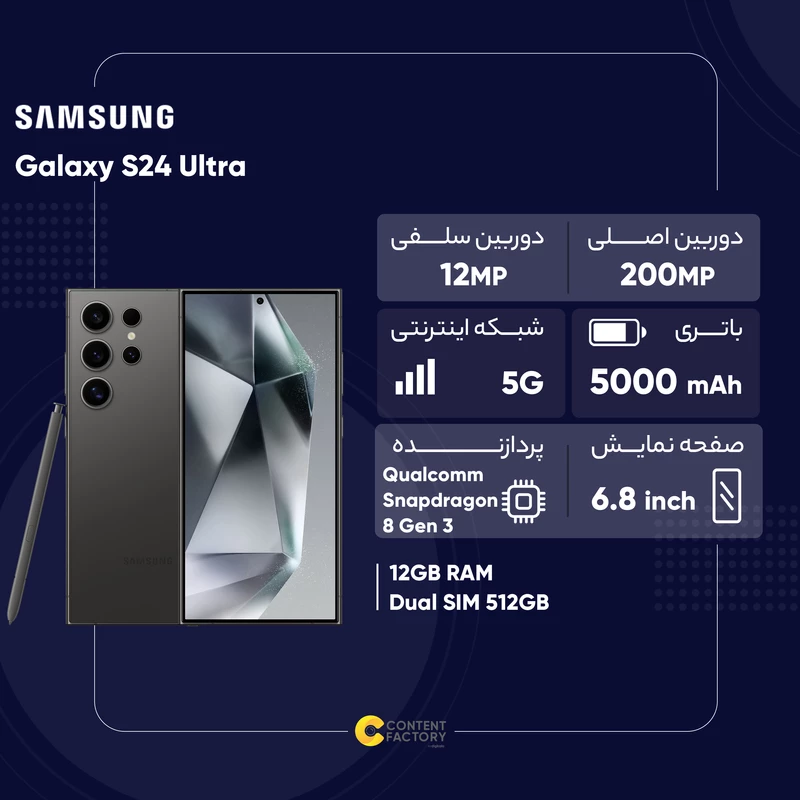 SAMSUNG
Galaxy S24 Ultra
دوربین اصلی
200MP
دوربین سلفی
12MP
باتری
5000 mAh
شبکه اینترنتی
5G
صفحه نمایش
6.8 inch
پردازنده
Qualcomm
Snapdragon
8 Gen 3
12GB RAM
Dual SIM 512GB
SAMSUNG
CONTENT
FACTORY